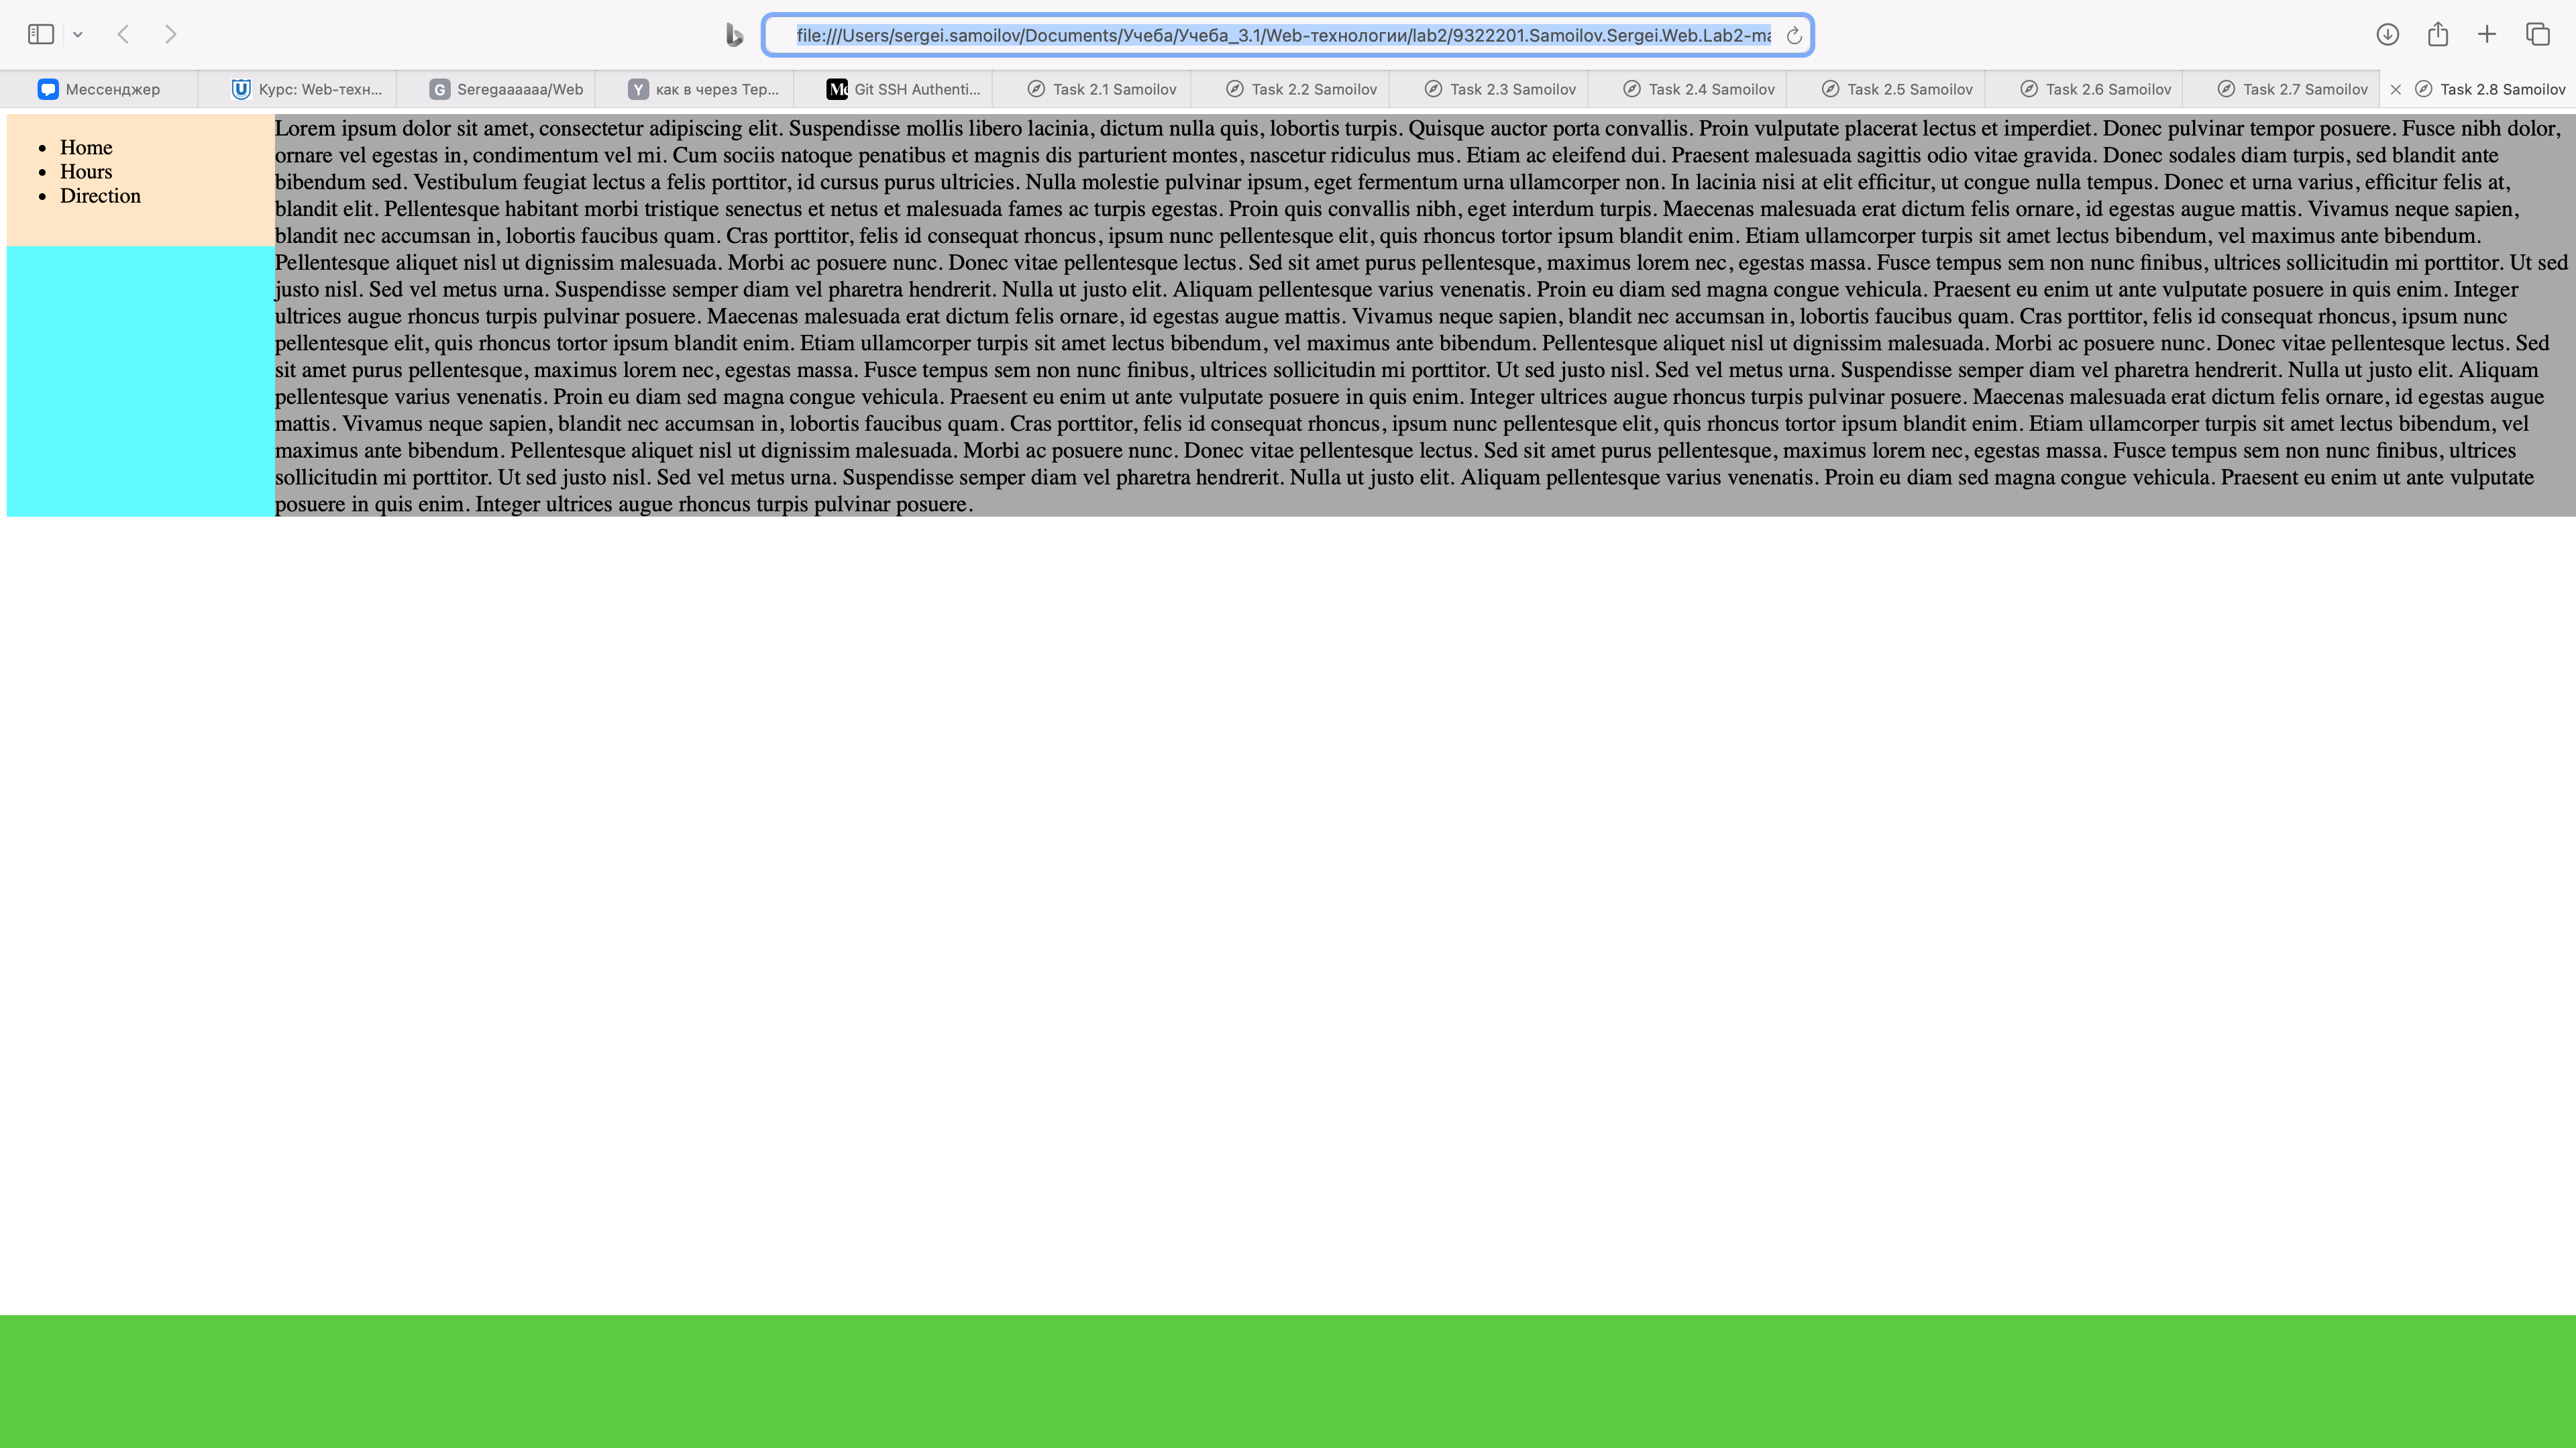 file:///Users/sergei.samoilov/Documents/Учеба/Учеба_3.1/Web-технологии/lab2/9322201.Samoilov.Sergei.Web.Lab2-ma
Мессенджер
Курс: Web-техн...
G Seregaaaaaa/Web
Y как в через Тер...
Me Git SSH Authenti...
Task 2.1 Samoilov
Task 2.2 Samoilov
Task 2.3 Samoilov
Task 2.4 Samoilov
Task 2.5 Samoilov
Task 2.6 Samoilov
Task 2.7 Samoilov
Task 2.8 Samoilov
• Home
• Hours
• Direction
Lorem ipsum dolor sit amet, consectetur adipiscing elit. Suspendisse mollis libero lacinia, dictum nulla quis, lobortis turpis. Quisque auctor porta convallis. Proin vulputate placerat lectus et imperdiet. Donec pulvinar tempor posuere. Fusce nibh dolor,
ornare vel egestas in, condimentum vel mi. Cum sociis natoque penatibus et magnis dis parturient montes, nascetur ridiculus mus. Etiam ac eleifend dui. Praesent malesuada sagittis odio vitae gravida. Donec sodales diam turpis, sed blandit ante
bibendum sed. Vestibulum feugiat lectus a felis porttitor, id cursus purus ultricies. Nulla molestie pulvinar ipsum, eget fermentum urna ullamcorper non. In lacinia nisi at elit efficitur, ut congue nulla tempus. Donec et urna varius, efficitur felis at,
blandit elit. Pellentesque habitant morbi tristique senectus et netus et malesuada fames ac turpis egestas. Proin quis convallis nibh, eget interdum turpis. Maecenas malesuada erat dictum felis ornare, id egestas augue mattis. Vivamus neque sapien,
blandit nec accumsan in, lobortis faucibus quam. Cras porttitor, felis id consequat rhoncus, ipsum nunc pellentesque elit, quis rhoncus tortor ipsum blandit enim. Etiam ullamcorper turpis sit amet lectus bibendum, vel maximus ante bibendum.
Pellentesque aliquet nisl ut dignissim malesuada. Morbi ac posuere nunc. Donec vitae pellentesque lectus. Sed sit amet purus pellentesque, maximus lorem nec, egestas massa. Fusce tempus sem non nunc finibus, ultrices sollicitudin mi porttitor. Ut sed
justo nisl. Sed vel metus urna. Suspendisse semper diam vel pharetra hendrerit. Nulla ut justo elit. Aliquam pellentesque varius venenatis. Proin eu diam sed magna congue vehicula. Praesent eu enim ut ante vulputate posuere in quis enim. Integer
ultrices augue rhoncus turpis pulvinar posuere. Maecenas malesuada erat dictum felis ornare, id egestas augue mattis. Vivamus neque sapien, blandit nec accumsan in, lobortis faucibus quam. Cras porttitor, felis id consequat rhoncus, ipsum nunc
pellentesque elit, quis rhoncus tortor ipsum blandit enim. Etiam ullamcorper turpis sit amet lectus bibendum, vel maximus ante bibendum. Pellentesque aliquet nisl ut dignissim malesuada. Morbi ac posuere nunc. Donec vitae pellentesque lectus. Sed
sit amet purus pellentesque, maximus lorem nec, egestas massa. Fusce tempus sem non nunc finibus, ultrices sollicitudin mi porttitor. Ut sed justo nisl. Sed vel metus urna. Suspendisse semper diam vel pharetra hendrerit. Nulla ut justo elit. Aliquam
pellentesque varius venenatis. Proin eu diam sed magna congue vehicula. Praesent eu enim ut ante vulputate posuere in quis enim. Integer ultrices augue rhoncus turpis pulvinar posuere. Maecenas malesuada erat dictum felis ornare, id egestas augue
mattis. Vivamus neque sapien, blandit nec accumsan in, lobortis faucibus quam. Cras porttitor, felis id consequat rhoncus, ipsum nunc pellentesque elit, quis rhoncus tortor ipsum blandit enim. Etiam ullamcorper turpis sit amet lectus bibendum, vel
maximus ante bibendum. Pellentesque aliquet nisl ut dignissim malesuada. Morbi ac posuere nunc. Donec vitae pellentesque lectus. Sed sit amet purus pellentesque, maximus lorem nec, egestas massa. Fusce tempus sem non nunc finibus, ultrices
sollicitudin mi porttitor. Ut sed justo nisl. Sed vel metus urna. Suspendisse semper diam vel pharetra hendrerit. Nulla ut justo elit. Aliquam pellentesque varius venenatis. Proin eu diam sed magna congue vehicula. Praesent eu enim ut ante vulputate
posuere in quis enim. Integer ultrices augue rhoncus turpis pulvinar posuere.